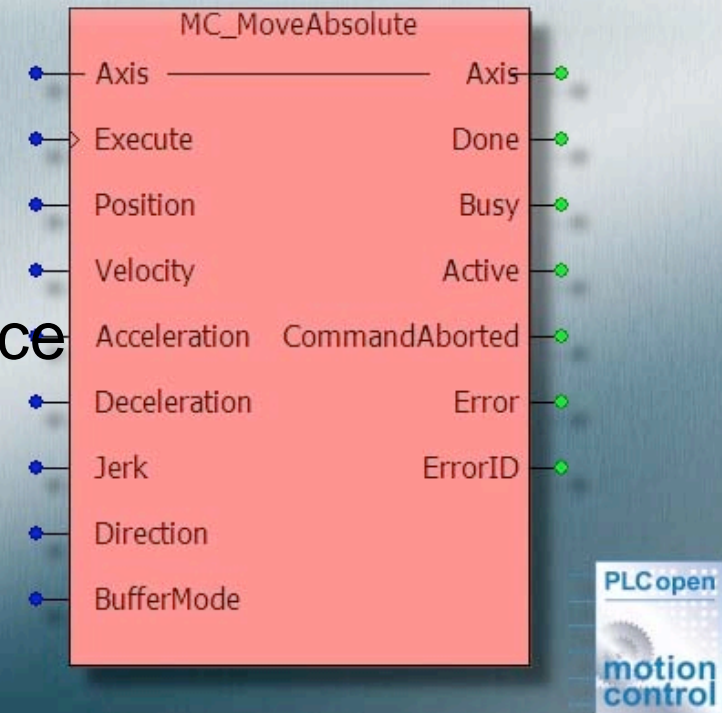 MC_MoveAbsolute
Axis Axis
Execute Done
Position Busy
Velocity Active
ce Acceleration CommandAborted
Deceleration Error
Jerk ErrorID
Direction
BufferMode
PLCopen
motion
control